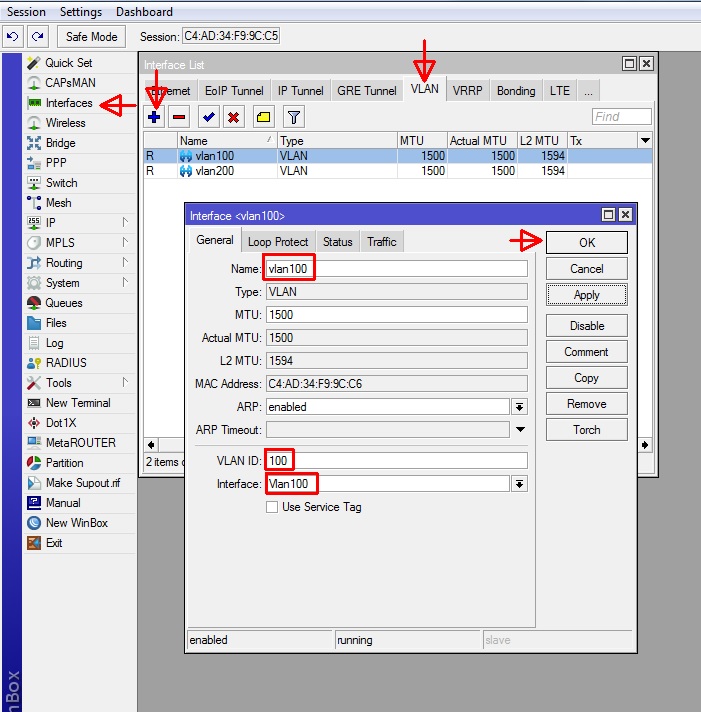 Session Settings Dashboard
Safe Mode Session: C4:AD:34:F9:9C:C5
Quick Set
CAPsMAN
Interfaces
Wireless
Bridge
PPP
Switch
Mesh
IP
MPLS
Routing
System
Queues
Files
Log
RADIUS
Tools
New Terminal
Dot1X
MetaROUTER
Partition
Make Supout.rif
Manual
New WinBox
Exit
Interface List
EoIP Tunnel IP Tunnel GRE Tunnel VLAN VRRP Bonding LTE ...
Find
Name Type MTU Actual MTU L2 MTU Tx
R vlan100 VLAN 1500 1500 1594
R vlan200 VLAN 1500 1500 1594
2 items
Interface <vlan100>
General Loop Protect Status Traffic
Name: vlan100
Type: VLAN
MTU: 1500
Actual MTU: 1500
L2 MTU: 1594
MAC Address: C4:AD:34:F9:9C:C6
ARP: enabled
ARP Timeout:
VLAN ID: 100
Interface: Vlan100
Use Service Tag
OK
Cancel
Apply
Disable
Comment
Copy
Remove
Torch
enabled running slave